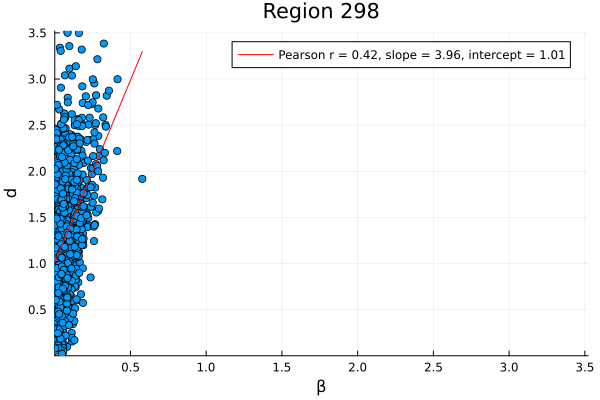 Region 298
Pearson r = 0.42, slope = 3.96, intercept = 1.01
3.5
3.0
2.5
2.0
1.5
1.0
0.5
d
0.5 1.0 1.5 2.0 2.5 3.0 3.5
β